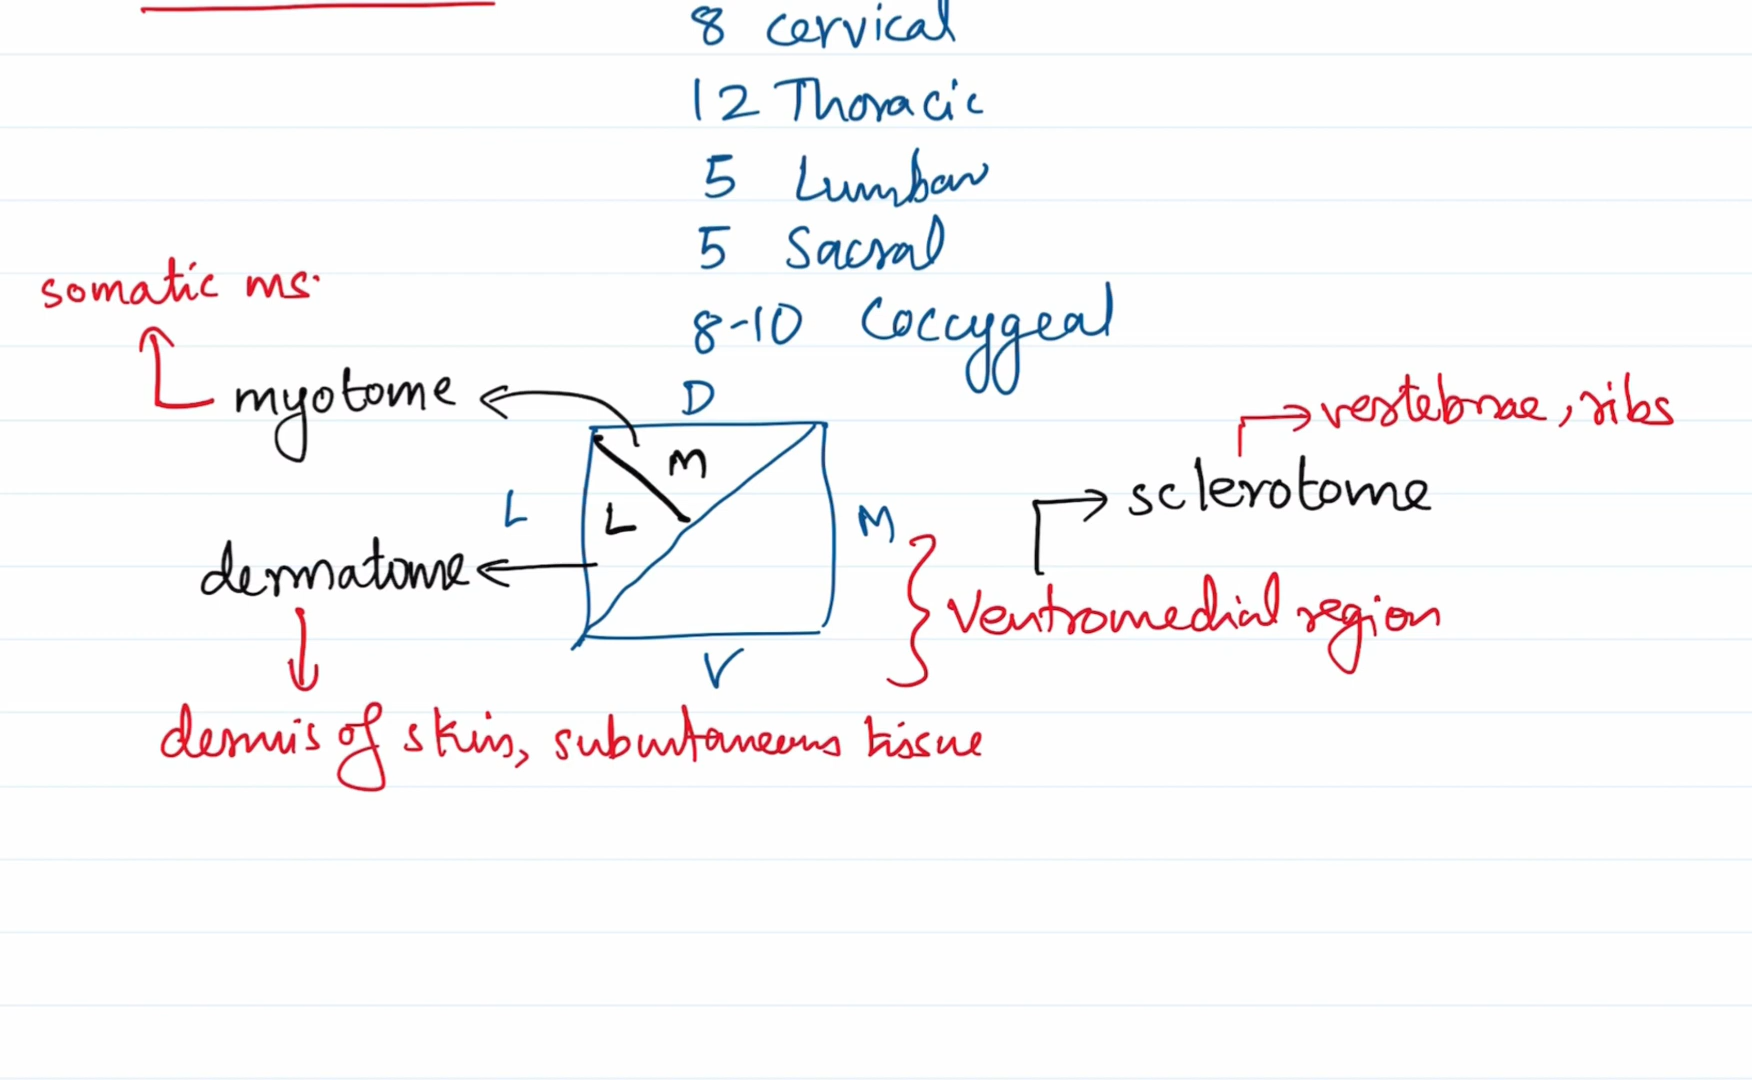 8 cervical
12 Thoracic
5 Lumbar
5 Sacral
somatic ms.
8-10 Coccygeal
myotome
D
vertebrae, ribs
M
sclerotome
L
L
M
dermatome
Ventromedial region
V
dermis of skin, subcutaneous tissue